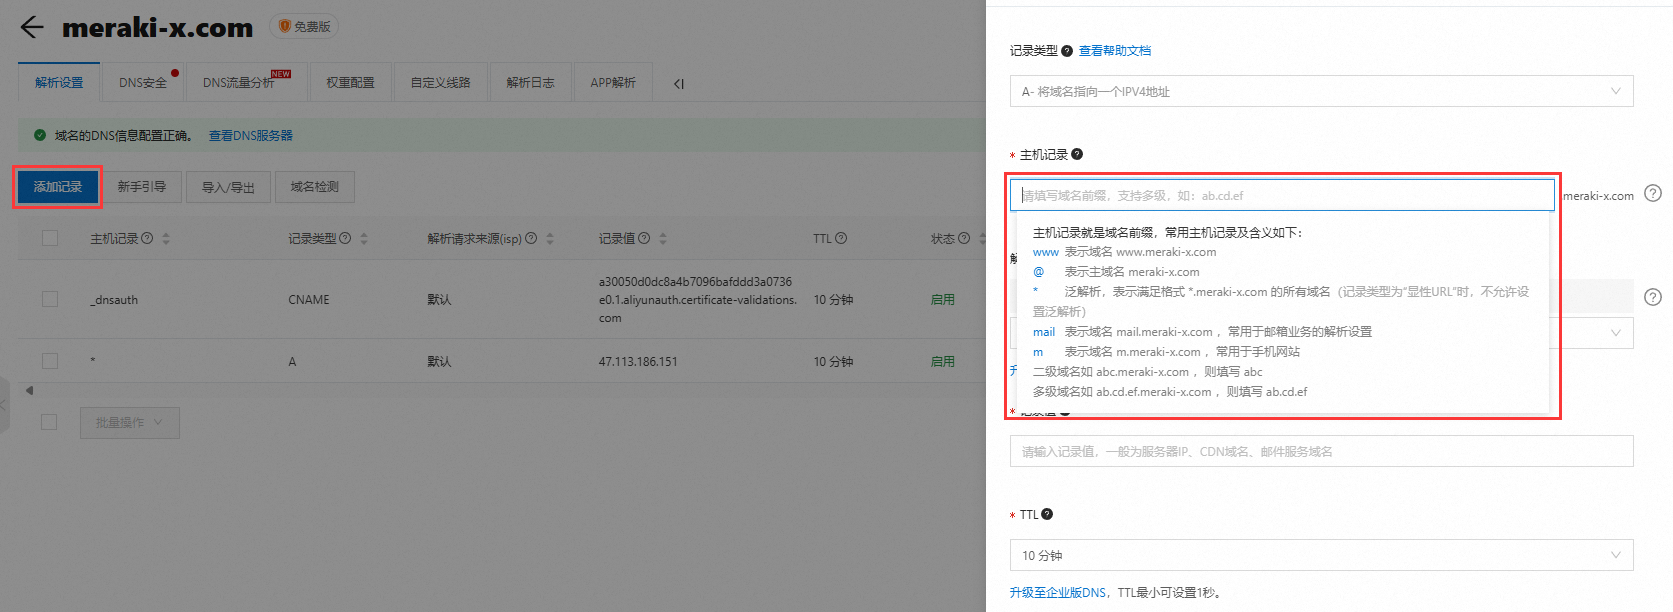 meraki-x.com 免费版
解析设置 DNS安全 DNS流量分析 NEW 权重配置 自定义线路 解析日志 APP解析
域名的DNS信息配置正确。 查看DNS服务器
添加记录 新手引导 导入/导出 域名检测
主机记录 记录类型 解析请求来源(isp) 记录值 TTL 状态
_dnsauth CNAME 默认 a30050d0dc8a4b7096bafddd3a0736
e0.1.aliyunauth.certificate-validations.
com 10 分钟 启用
* A 默认 47.113.186.151 10 分钟 启用
批量操作
记录类型 查看帮助文档
A- 将域名指向一个IPV4地址
* 主机记录
请填写域名前缀，支持多级，如：ab.cd.ef .meraki-x.com
主机记录就是域名前缀，常用主机记录及含义如下：
www 表示域名 www.meraki-x.com
@ 表示主域名 meraki-x.com
* 泛解析，表示满足格式 *.meraki-x.com 的所有域名（记录类型为“显性URL”时，不允许设
置泛解析）
mail 表示域名 mail.meraki-x.com ，常用于邮箱业务的解析设置
m 表示域名 m.meraki-x.com ，常用于手机网站
二级域名如 abc.meraki-x.com ，则填写 abc
多级域名如 ab.cd.ef.meraki-x.com ，则填写 ab.cd.ef
* 记录值
请输入记录值，一般为服务器IP、CDN域名、邮件服务域名
* TTL
10 分钟
升级至企业版DNS，TTL最小可设置1秒。